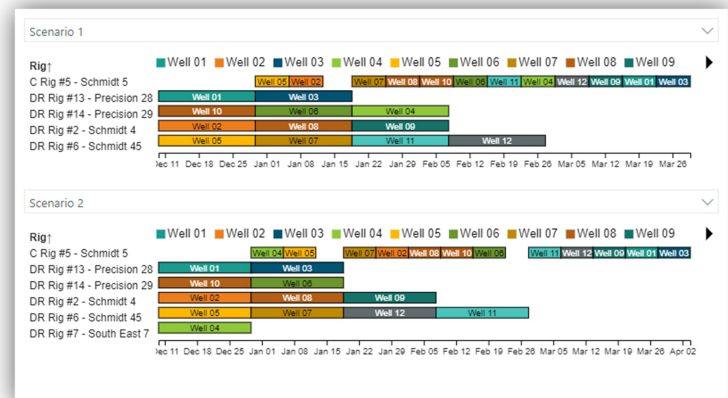 Scenario 1
Rig↑ Well 01 Well 02 Well 03 Well 04 Well 05 Well 06 Well 07 Well 08 Well 09
C Rig #5 - Schmidt 5 Well 05 Well 02 Well 07 Well 08 Well 10 Well 06 Well 11 Well 04 Well 12 Well 09 Well 01 Well 03
DR Rig #13 - Precision 28 Well 01 Well 03
DR Rig #14 - Precision 29 Well 10 Well 06 Well 04
DR Rig #2 - Schmidt 4 Well 02 Well 08 Well 09
DR Rig #6 - Schmidt 45 Well 05 Well 07 Well 11 Well 12
Dec 11 Dec 18 Dec 25 Jan 01 Jan 08 Jan 15 Jan 22 Jan 29 Feb 05 Feb 12 Feb 19 Feb 26 Mar 05 Mar 12 Mar 19 Mar 26
Scenario 2
Rig↑ Well 01 Well 02 Well 03 Well 04 Well 05 Well 06 Well 07 Well 08 Well 09
C Rig #5 - Schmidt 5 Well 04 Well 05 Well 07 Well 02 Well 08 Well 10 Well 06 Well 11 Well 12 Well 09 Well 01 Well 03
DR Rig #13 - Precision 28 Well 01 Well 03
DR Rig #14 - Precision 29 Well 10 Well 06
DR Rig #2 - Schmidt 4 Well 02 Well 08 Well 09
DR Rig #6 - Schmidt 45 Well 05 Well 07 Well 12 Well 11
DR Rig #7 - South East 7 Well 04
Dec 11 Dec 18 Dec 25 Jan 01 Jan 08 Jan 15 Jan 22 Jan 29 Feb 05 Feb 12 Feb 19 Feb 26 Mar 05 Mar 12 Mar 19 Mar 26 Apr 02